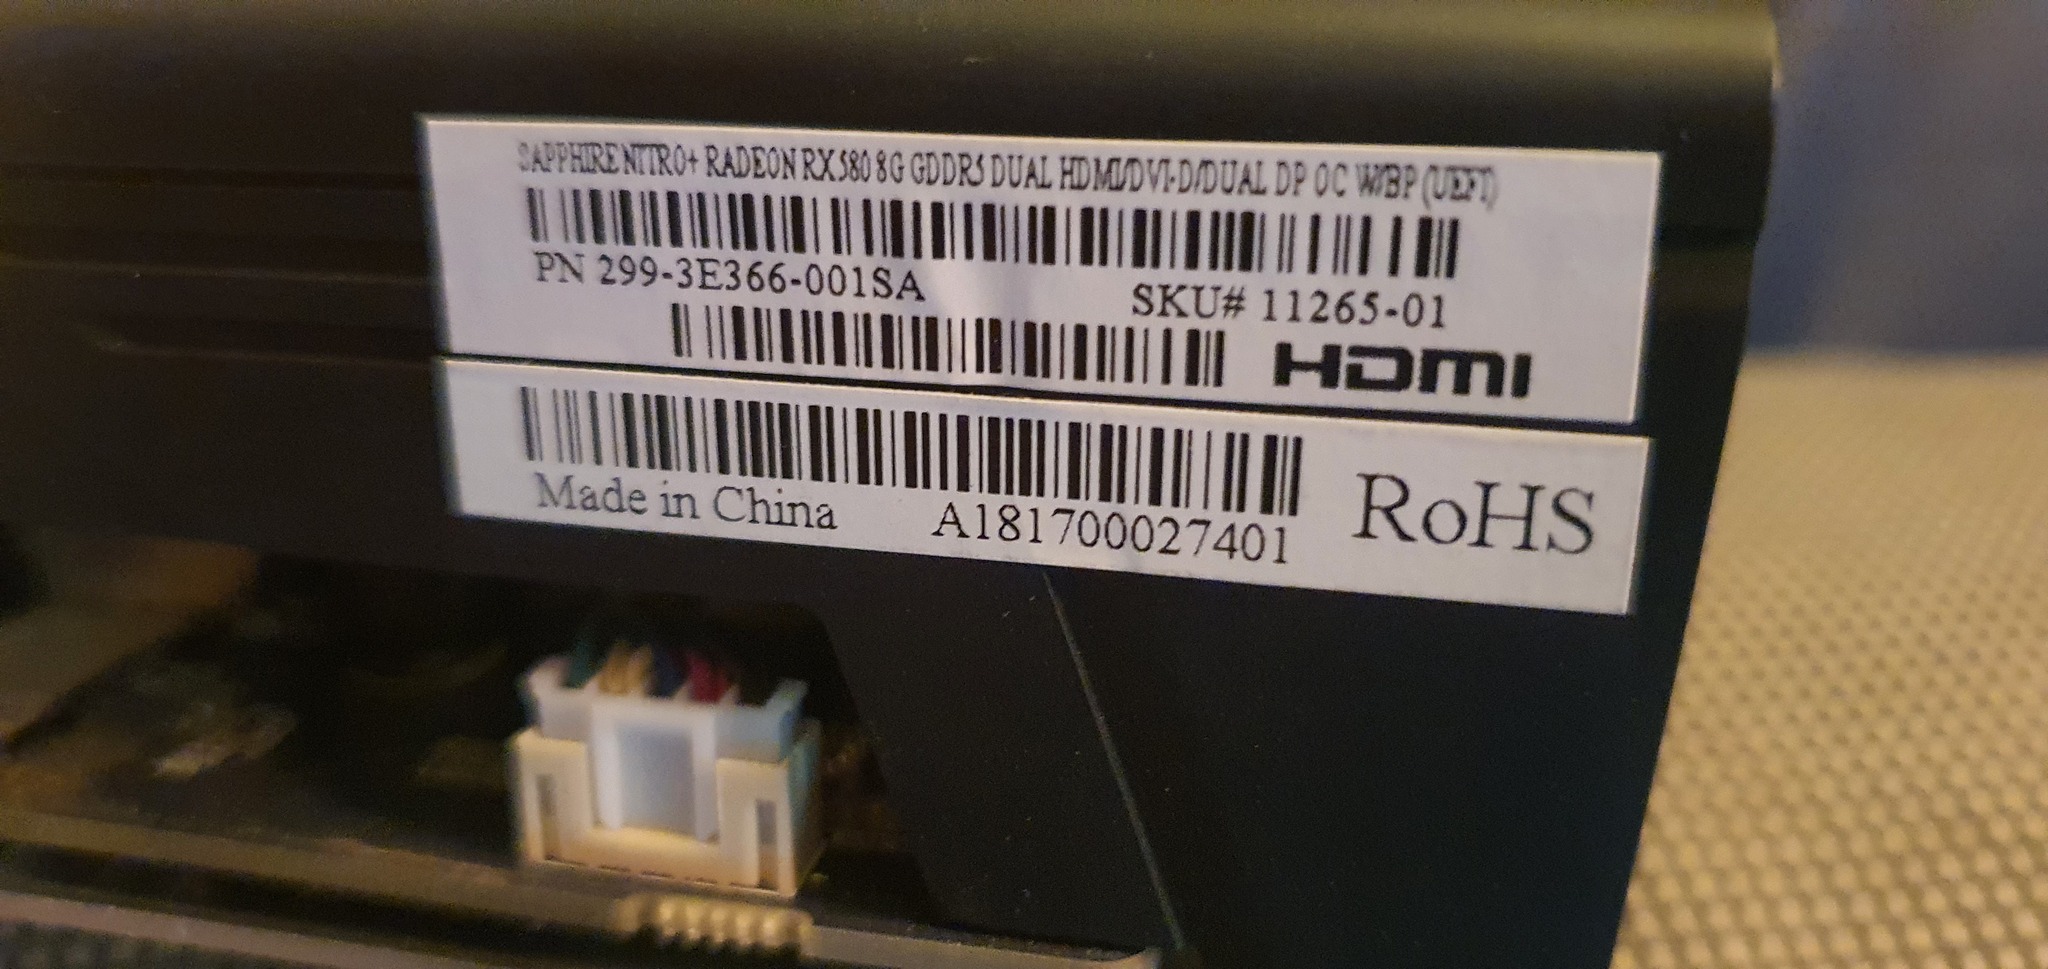 SAPPHIRE NITRO+ RADEON RX 580 8G GDDR5 DUAL HDMI/DVI-D/DUAL DP OC W/BP (UEFI)
PN 299-3E366-001SA SKU# 11265-01
HDMI
Made in China A181700027401 RoHS